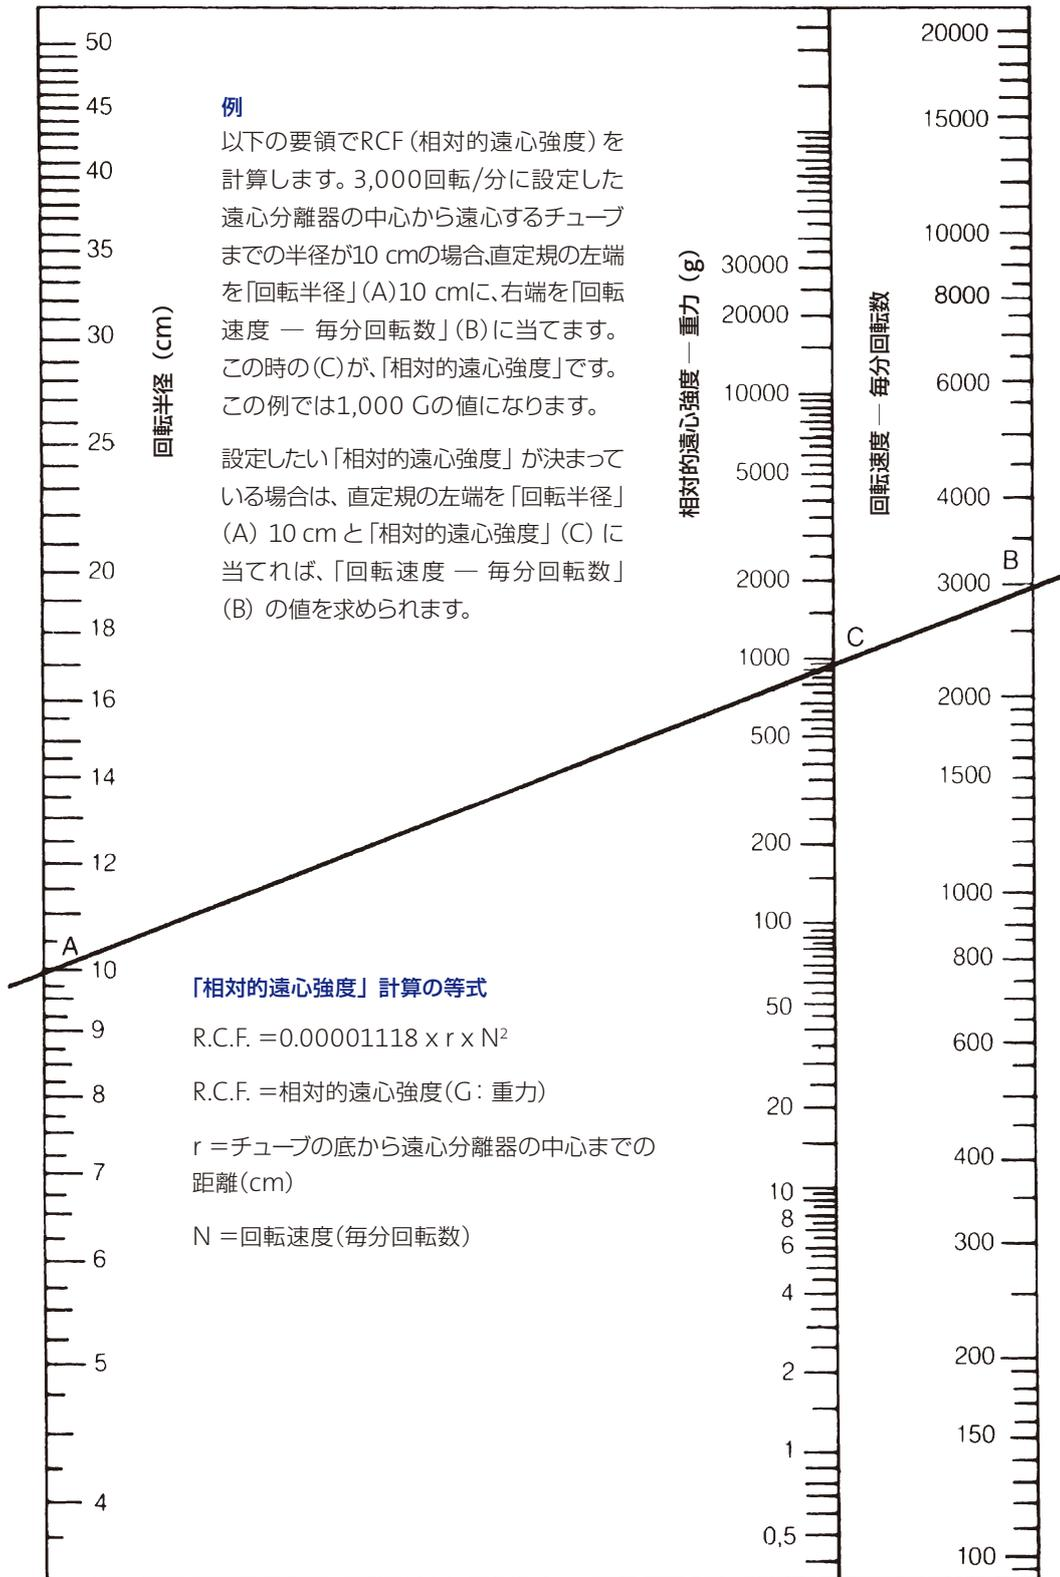 50
45
40
35
30
25
20
18
16
14
12
10
9
8
7
6
5
4
回転半径（cm）
A
例
以下の要領でRCF（相対的遠心強度）を
計算します。3,000回転/分に設定した
遠心分離器の中心から遠心するチューブ
までの半径が10 cmの場合、直定規の左端
を「回転半径」（A）10 cmに、右端を「回転
速度 — 毎分回転数」（B）に当てます。
この時の（C）が、「相対的遠心強度」です。
この例では1,000 Gの値になります。
設定したい「相対的遠心強度」が決まって
いる場合は、直定規の左端を「回転半径」
（A）10 cm と「相対的遠心強度」（C）に
当てれば、「回転速度 — 毎分回転数」
（B）の値を求められます。
「相対的遠心強度」計算の等式
R.C.F. ＝0.00001118 x r x N²
R.C.F. ＝相対的遠心強度（G：重力）
r ＝チューブの底から遠心分離器の中心までの
距離（cm）
N ＝回転速度（毎分回転数）
相対的遠心強度 — 重力（g）
30000
20000
10000
5000
2000
1000
500
200
100
50
20
10
8
6
4
2
1
0,5
C
回転速度 — 毎分回転数
20000
15000
10000
8000
6000
4000
3000
2000
1500
1000
800
600
400
300
200
150
100
B